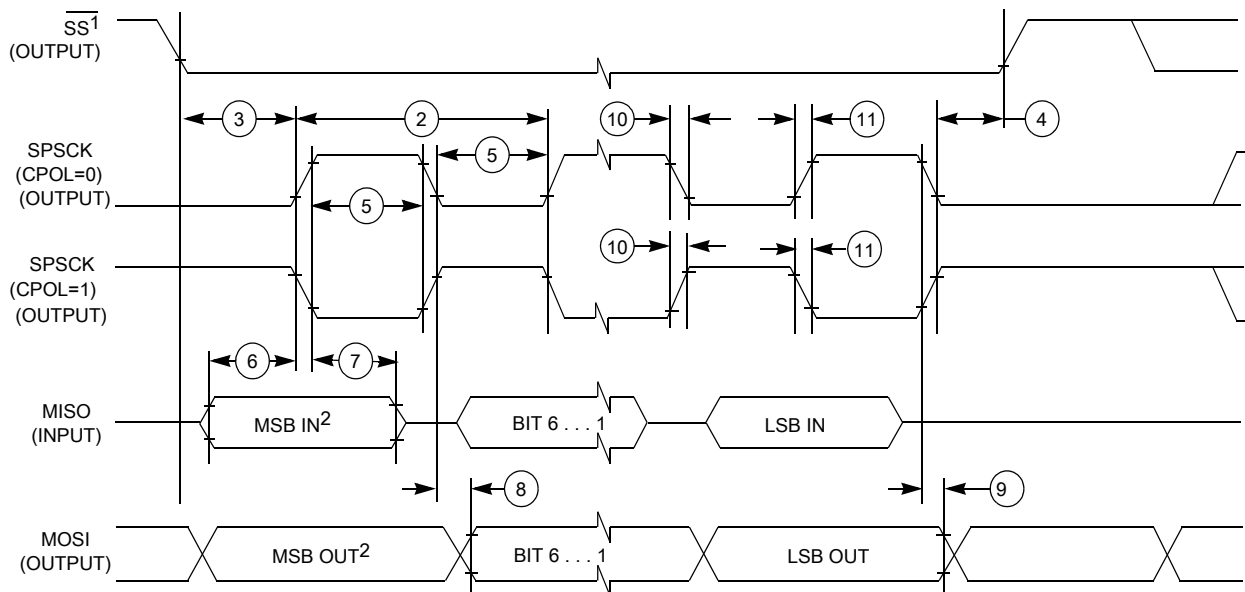 SS1
(OUTPUT)
3
2
10
11
4
SPSCK
(CPOL=0)
(OUTPUT)
5
5
SPSCK
(CPOL=1)
(OUTPUT)
10
11
6
7
MISO
(INPUT)
MSB IN2
BIT 6 . . . 1
LSB IN
8
9
MOSI
(OUTPUT)
MSB OUT2
BIT 6 . . . 1
LSB OUT